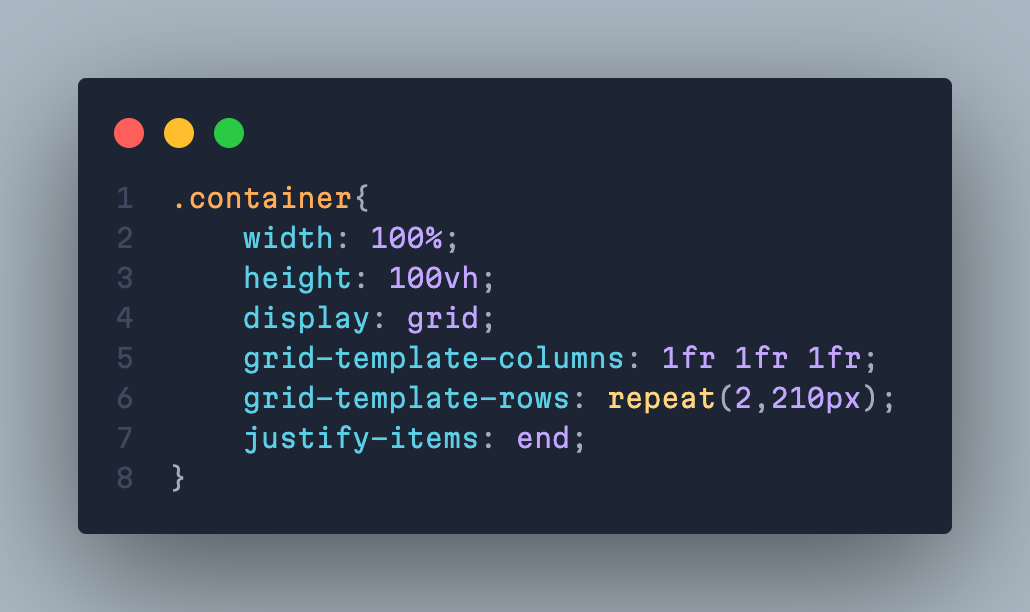 1 .container{
2     width: 100%;
3     height: 100vh;
4     display: grid;
5     grid-template-columns: 1fr 1fr 1fr;
6     grid-template-rows: repeat(2,210px);
7     justify-items: end;
8 }